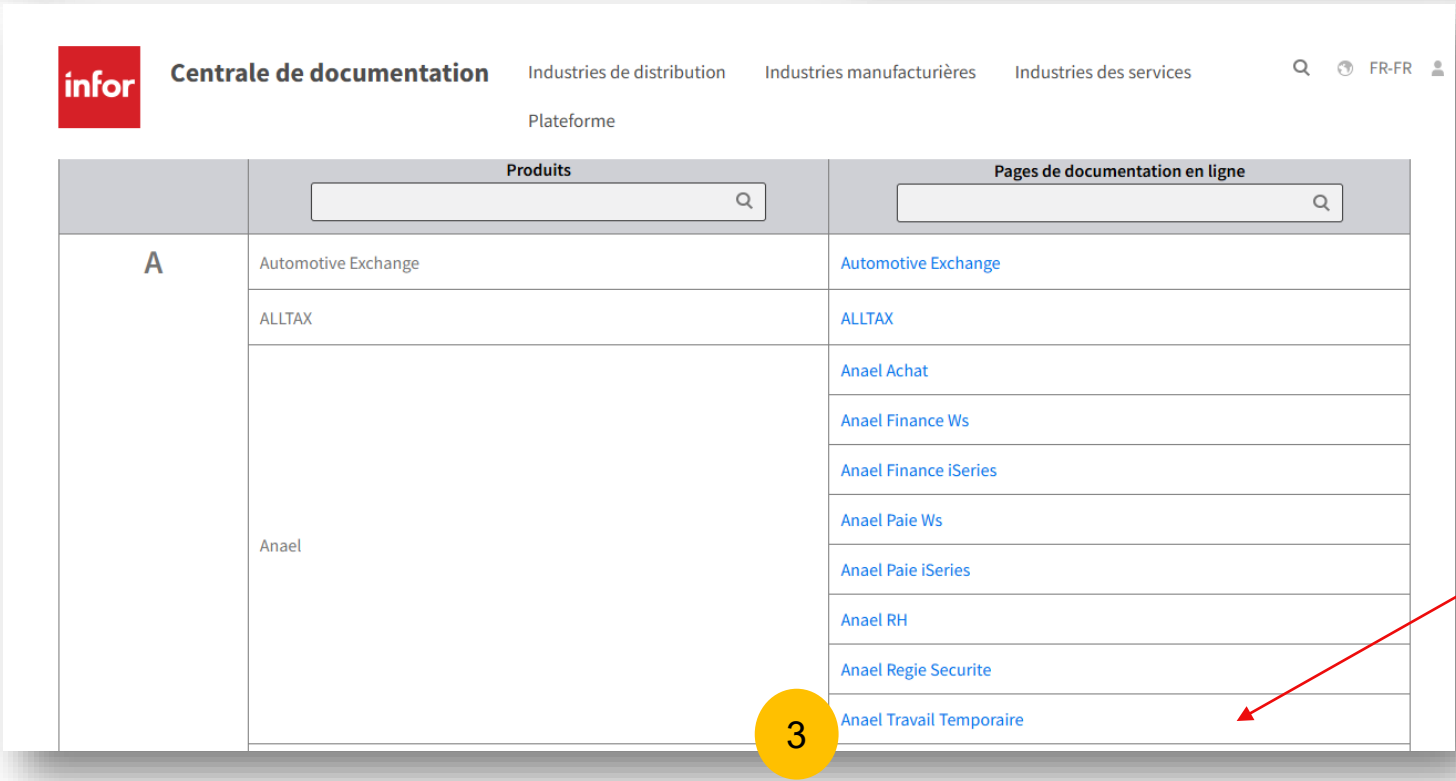 infor
Centrale de documentation
Industries de distribution
Industries manufacturières
Industries des services
FR-FR
Plateforme
Produits
Pages de documentation en ligne
A
Automotive Exchange
Automotive Exchange
ALLTAX
ALLTAX
Anael
Anael Achat
Anael Finance Ws
Anael Finance iSeries
Anael Paie Ws
Anael Paie iSeries
Anael RH
Anael Regie Securite
Anael Travail Temporaire
3